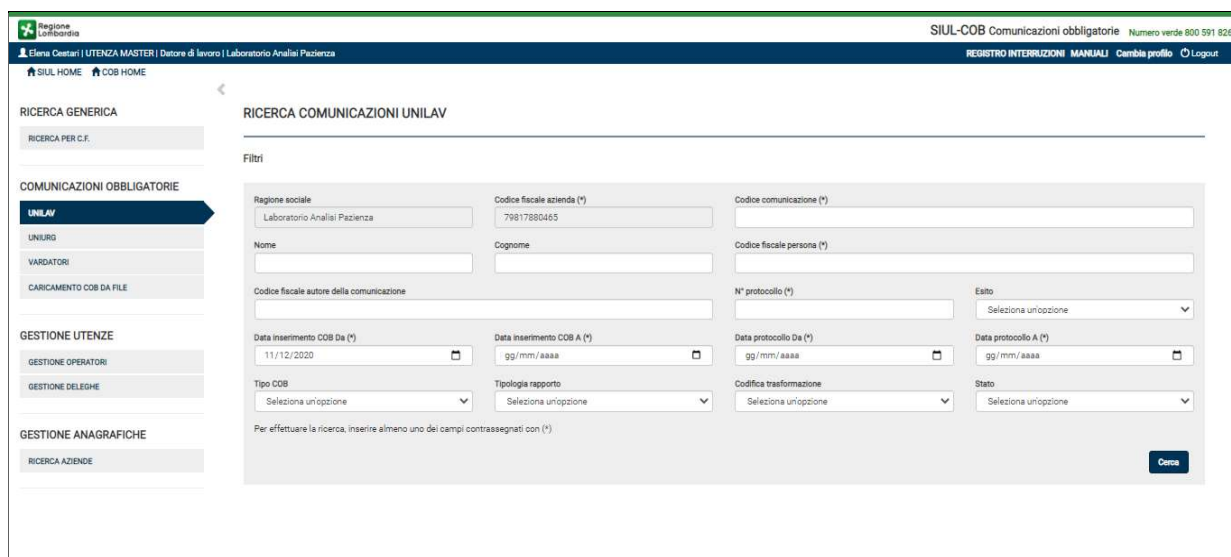 Regione
Lombardia
SIUL-COB Comunicazioni obbligatorie Numero verde 800 591 826
Elena Cestari | UTENZA MASTER | Datore di lavoro | Laboratorio Analisi Pazienza
REGISTRO INTERRUZIONI MANUALI Cambia profilo Logout
SIUL HOME COB HOME
RICERCA GENERICA
RICERCA PER C.F.
COMUNICAZIONI OBBLIGATORIE
UNILAV
UNIURG
VARDATORI
CARICAMENTO COB DA FILE
GESTIONE UTENZE
GESTIONE OPERATORI
GESTIONE DELEGHE
GESTIONE ANAGRAFICHE
RICERCA AZIENDE
RICERCA COMUNICAZIONI UNILAV
Filtri
Ragione sociale Codice fiscale azienda (*) Codice comunicazione (*)
Laboratorio Analisi Pazienza 79817880465
Nome Cognome Codice fiscale persona (*)
Codice fiscale autore della comunicazione N° protocollo (*) Esito
Seleziona un'opzione
Data inserimento COB Da (*) Data inserimento COB A (*) Data protocollo Da (*) Data protocollo A (*)
11/12/2020 gg/mm/aaaa gg/mm/aaaa gg/mm/aaaa
Tipo COB Tipologia rapporto Codifica trasformazione Stato
Seleziona un'opzione Seleziona un'opzione Seleziona un'opzione Seleziona un'opzione
Per effettuare la ricerca, inserire almeno uno dei campi contrassegnati con (*)
Cerca